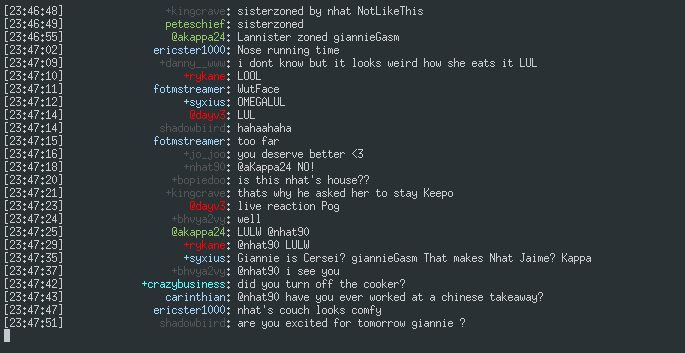 [23:46:48] +kingcrave: sisterzoned by nhat NotLikeThis
[23:46:49] peteschief: sisterzoned
[23:46:55] @akappa24: Lannister zoned giannieGasm
[23:47:02] ericster1000: Nose running time
[23:47:09] +danny__www: i dont know but it looks weird how she eats it LUL
[23:47:10] +rykane: LOOL
[23:47:11] fotmstreamer: WutFace
[23:47:12] +syxius: OMEGALUL
[23:47:14] @dayv3: LUL
[23:47:14] shadowbiird: hahaahaha
[23:47:15] fotmstreamer: too far
[23:47:16] +jo_joo: you deserve better <3
[23:47:18] +nhat90: @aKappa24 NO!
[23:47:20] +bopiedoo: is this nhat's house??
[23:47:21] +kingcrave: thats why he asked her to stay Keepo
[23:47:23] @dayv3: live reaction Pog
[23:47:24] +bhvya2vy: well
[23:47:25] @akappa24: LULW @nhat90
[23:47:29] +rykane: @nhat90 LULW
[23:47:35] +syxius: Giannie is Cersei? giannieGasm That makes Nhat Jaime? Kappa
[23:47:37] +bhvya2vy: @nhat90 i see you
[23:47:42] +crazybusiness: did you turn off the cooker?
[23:47:43] carinthian: @nhat90 have you ever worked at a chinese takeaway?
[23:47:47] ericster1000: nhat's couch looks comfy
[23:47:51] shadowbiird: are you excited for tomorrow giannie ?